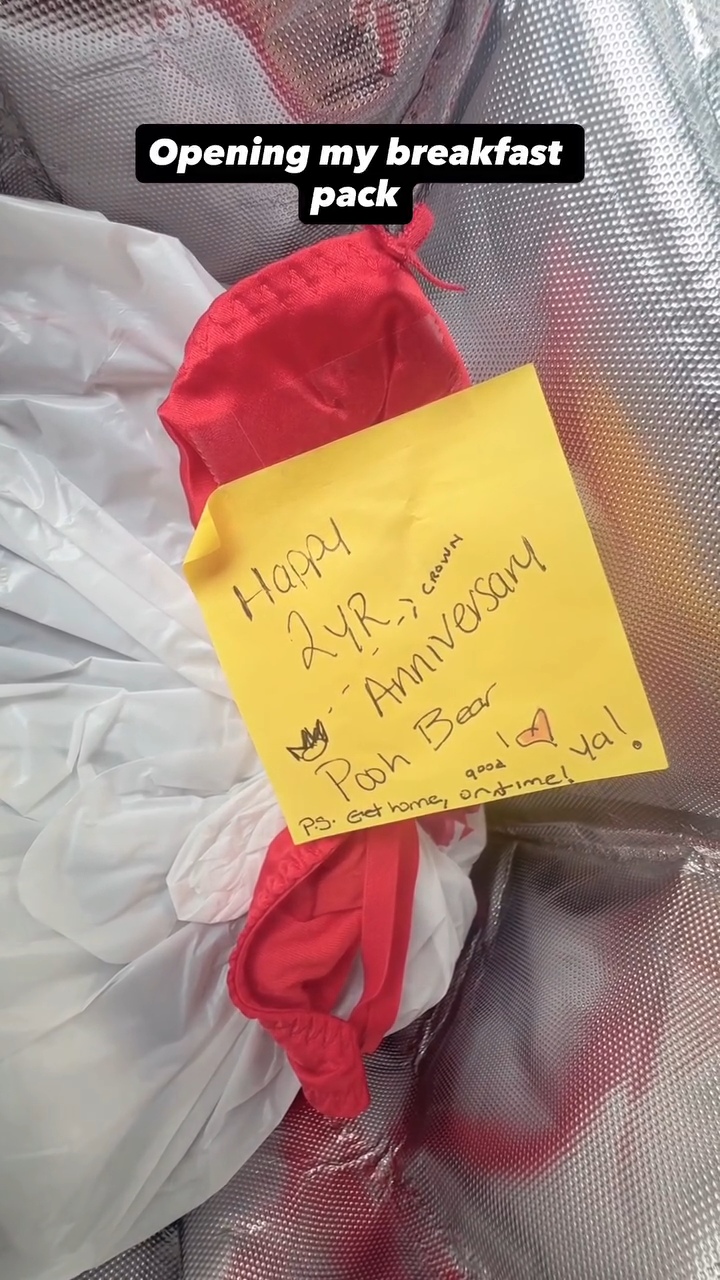 Opening my breakfast
pack
Happy
2YR
CROWN
Anniversary
Pooh Bear
! ya!
good
P.S. Get home, on time!